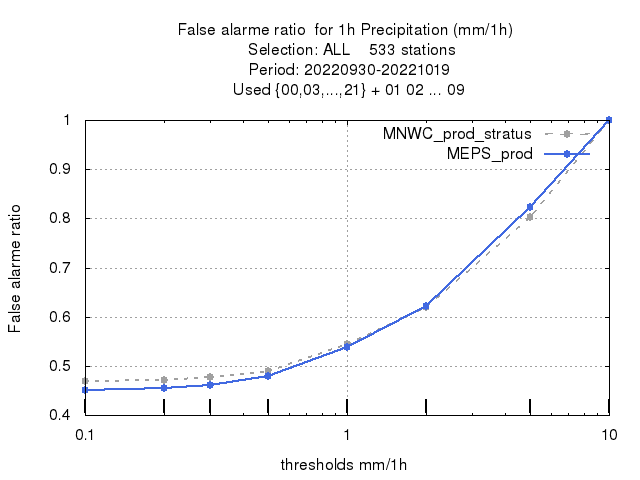 False alarme ratio  for 1h Precipitation (mm/1h)
Selection: ALL    533 stations
Period: 20220930-20221019
Used {00,03,...,21} + 01 02 ... 09
MNWC_prod_stratus
MEPS_prod
1
0.9
0.8
0.7
0.6
0.5
0.4
False alarme ratio
0.1
1
10
thresholds mm/1h